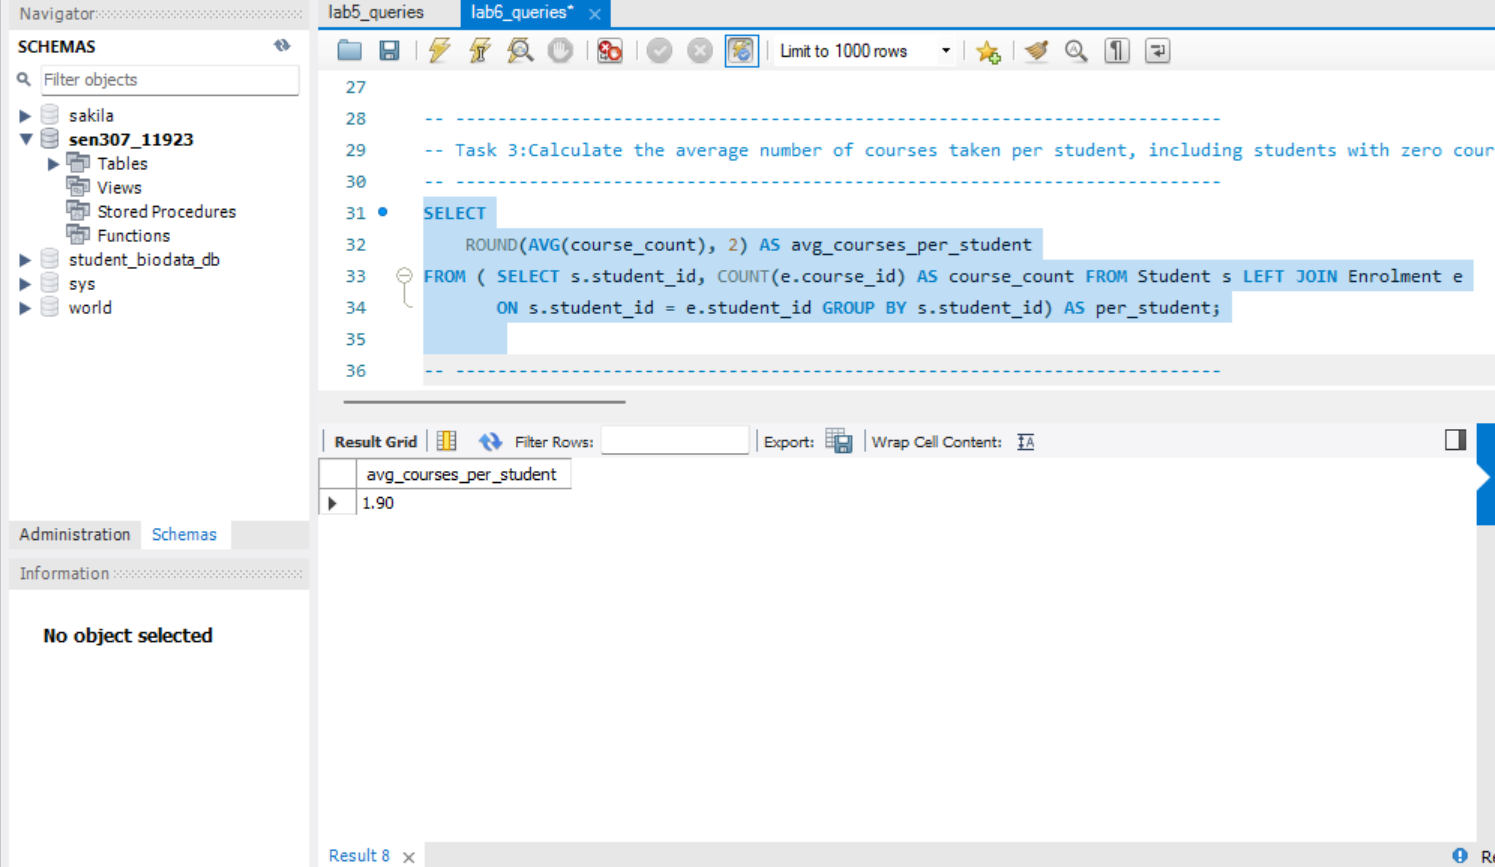 Navigator
SCHEMAS
Filter objects
sakila
sen307_11923
Tables
Views
Stored Procedures
Functions
student_biodata_db
sys
world
Administration Schemas
Information
No object selected
lab5_queries lab6_queries*
Limit to 1000 rows
27
28 -- -------------------------------------------------------------------------
29 -- Task 3:Calculate the average number of courses taken per student, including students with zero cour
30 -- -------------------------------------------------------------------------
31 SELECT
32 ROUND(AVG(course_count), 2) AS avg_courses_per_student
33 FROM ( SELECT s.student_id, COUNT(e.course_id) AS course_count FROM Student s LEFT JOIN Enrolment e
34 ON s.student_id = e.student_id GROUP BY s.student_id) AS per_student;
35
36 -- -------------------------------------------------------------------------
Result Grid Filter Rows: Export: Wrap Cell Content:
avg_courses_per_student
1.90
Result 8